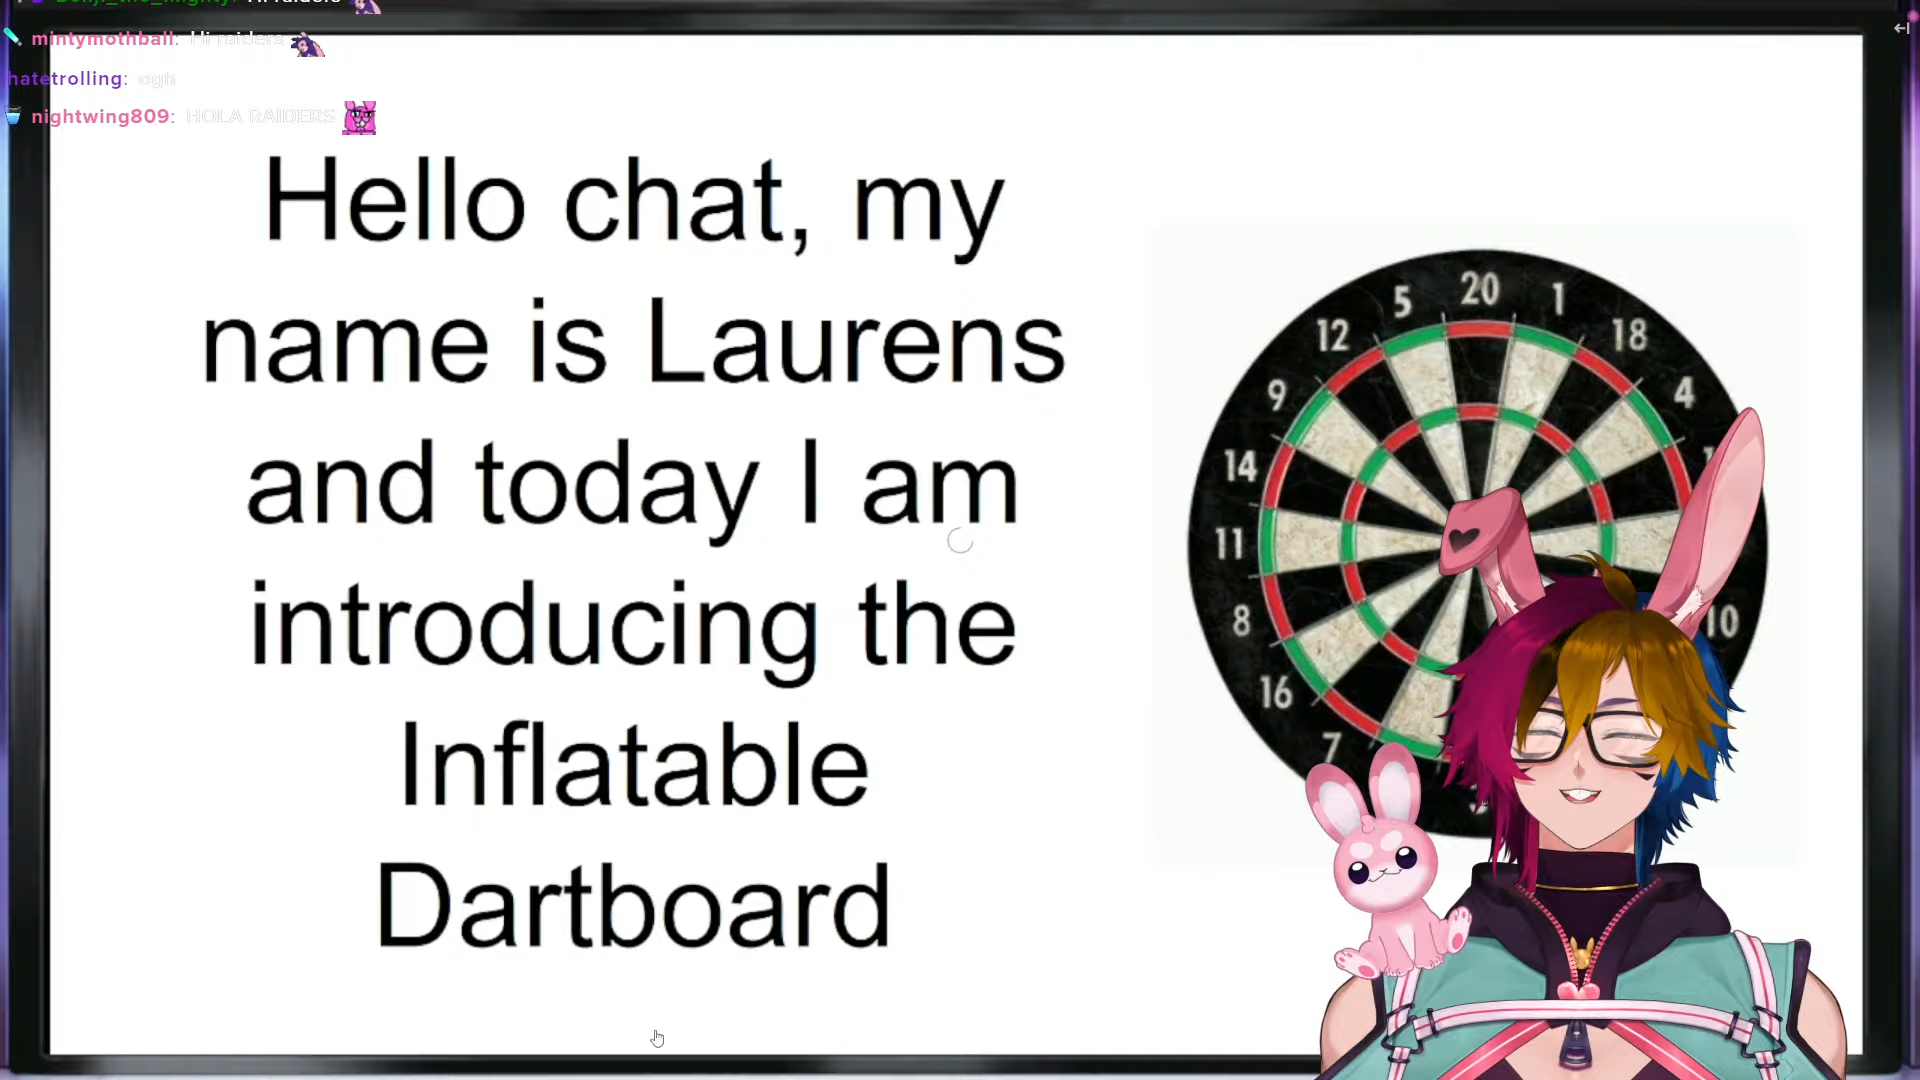 mintymothball: Hi raiders
hatetrolling: ogh
nightwing809: HOLA RAIDERS
Hello chat, my
name is Laurens
and today I am
introducing the
Inflatable
Dartboard
5 20 1
12 18
9 4
14
11
8 10
16
7